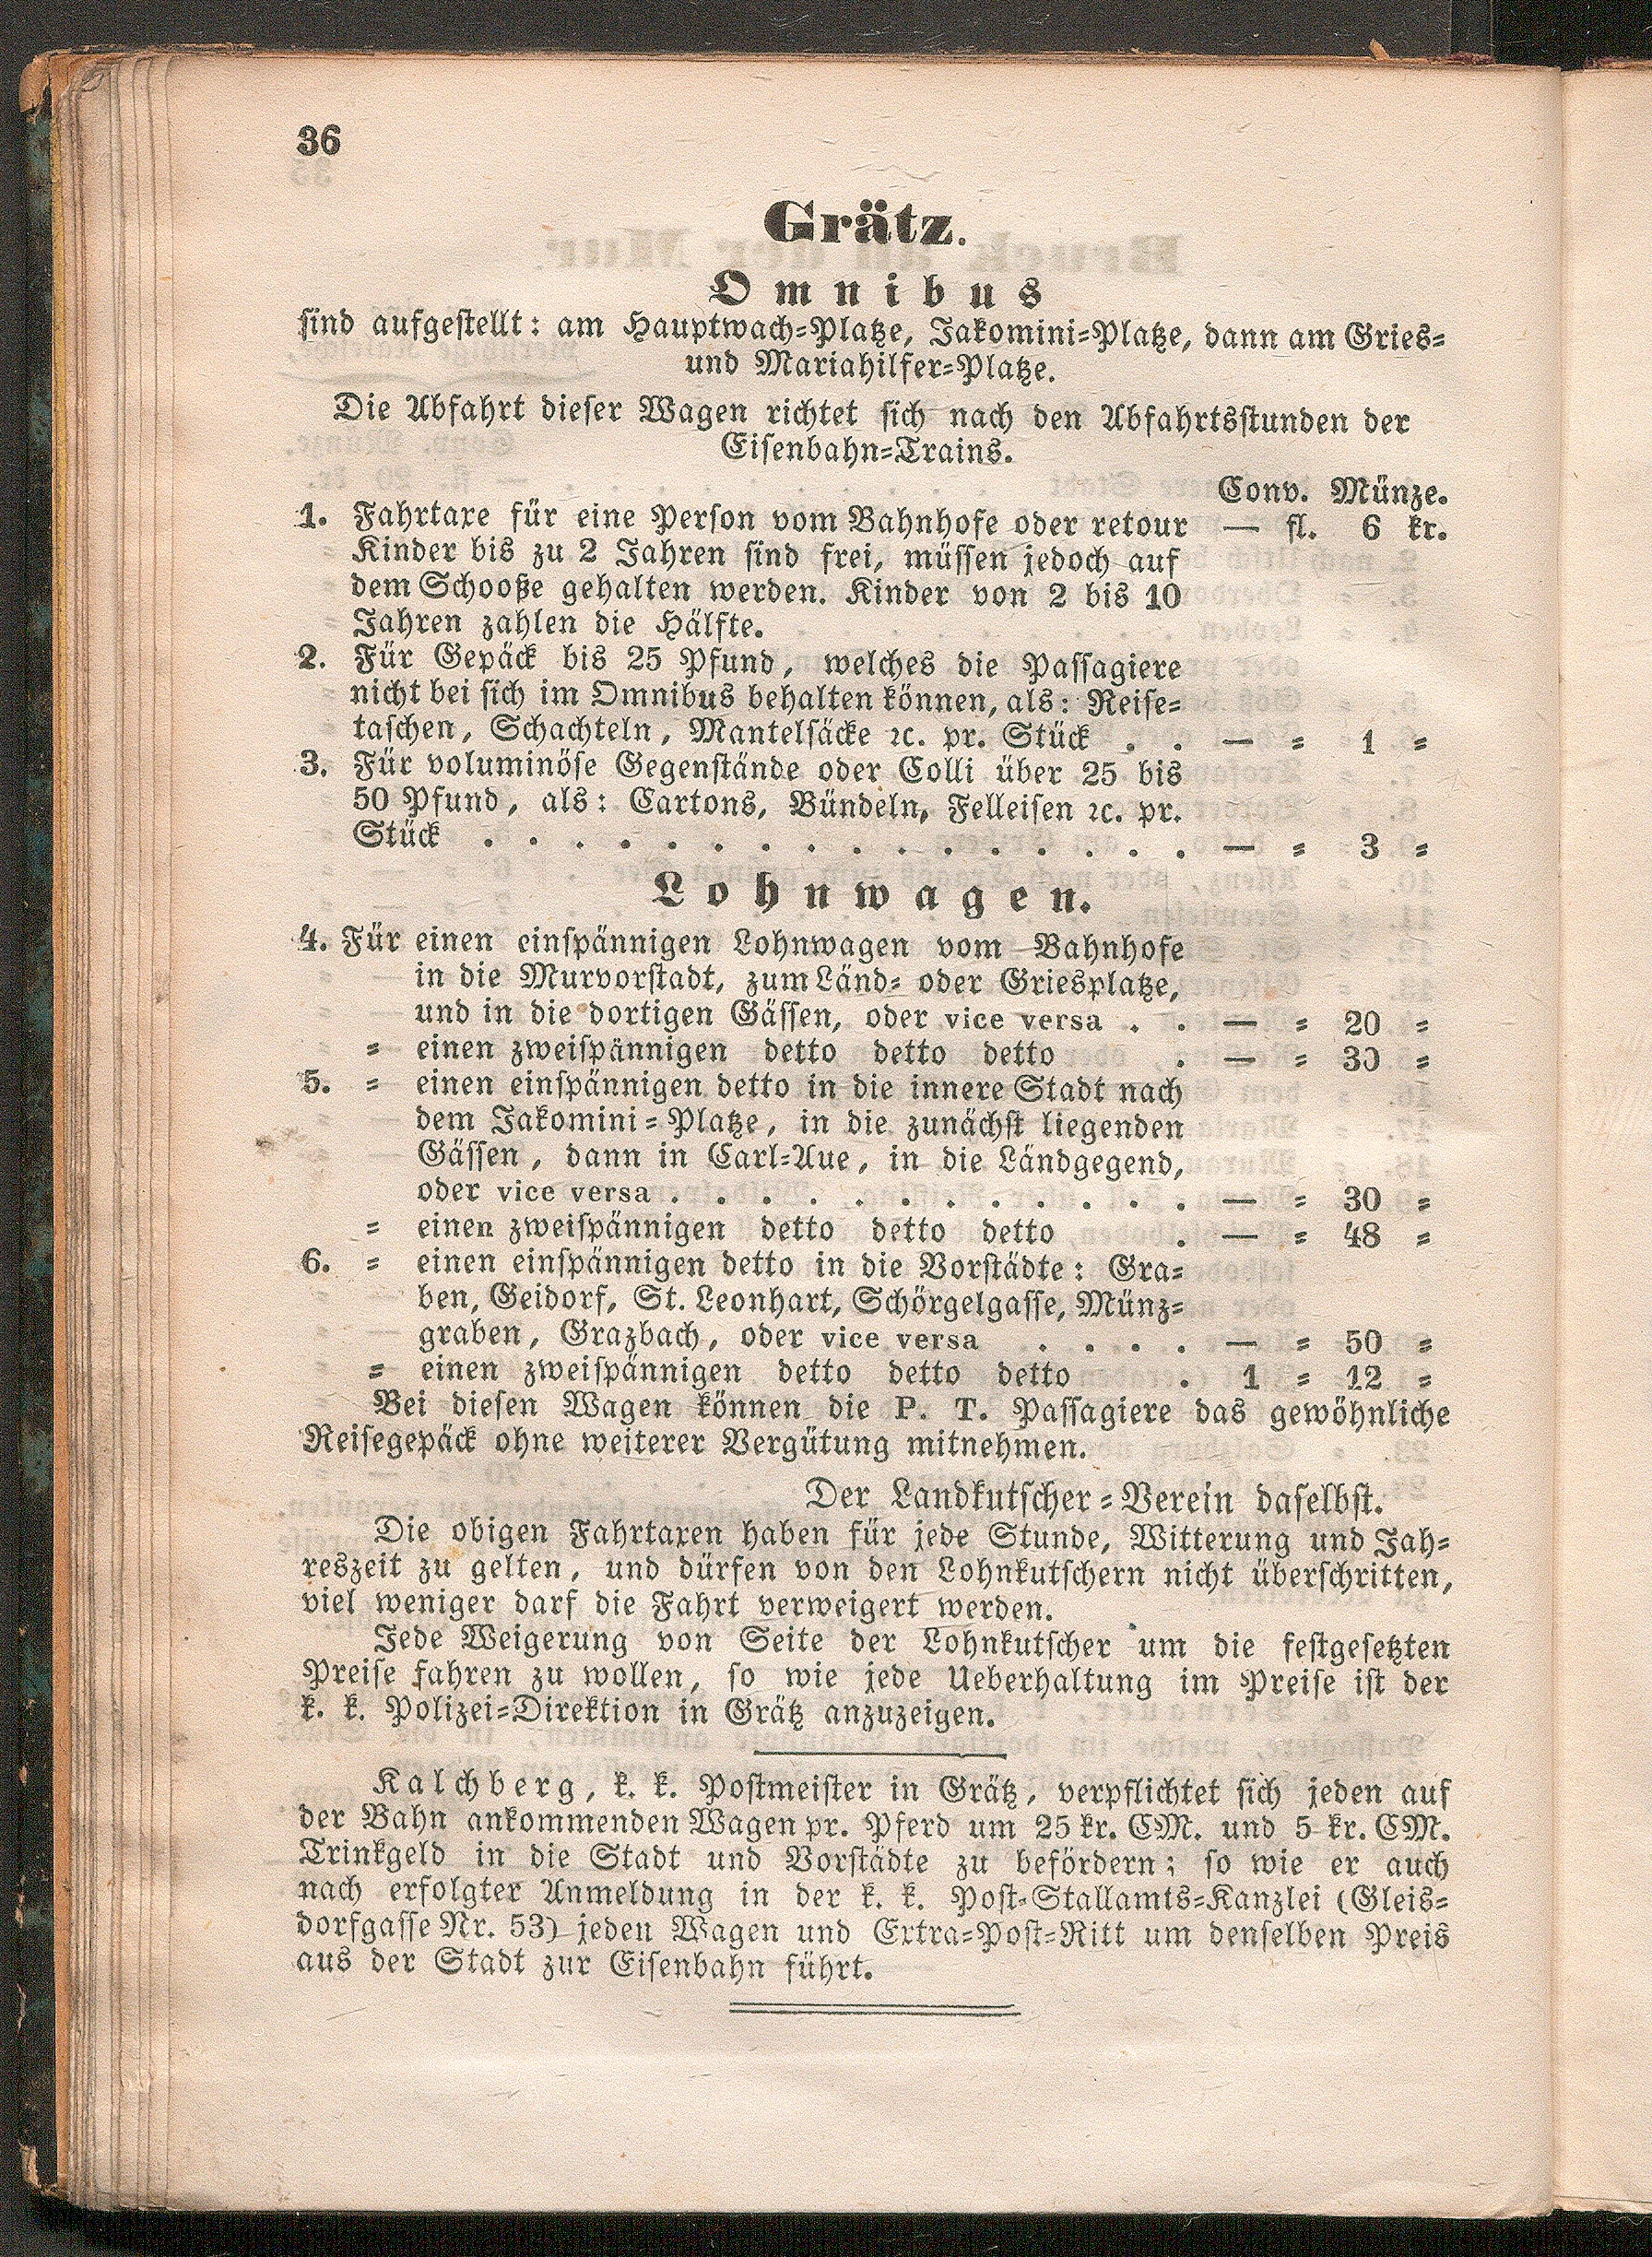 36
Grätz.
Omnibus
sind aufgestellt: am Hauptwach-Platze, Jakomini-Platze, dann am Gries-
und Mariahilfer-Platze.
Die Abfahrt dieser Wagen richtet sich nach den Abfahrtsstunden der
Eisenbahn-Trains.
Conv. Münze.
1. Fahrtaxe für eine Person vom Bahnhofe oder retour — fl. 6 kr.
Kinder bis zu 2 Jahren sind frei, müssen jedoch auf
dem Schooße gehalten werden. Kinder von 2 bis 10
Jahren zahlen die Hälfte.
2. Für Gepäck bis 25 Pfund, welches die Passagiere
nicht bei sich im Omnibus behalten können, als: Reise-
taschen, Schachteln, Mantelsäcke ꝛc. pr. Stück . . — = 1 =
3. Für voluminöse Gegenstände oder Colli über 25 bis
50 Pfund, als: Cartons, Bündeln, Felleisen ꝛc. pr.
Stück . . . . . . . . . . . . . . . . — = 3 =
Lohnwagen.
4. Für einen einspännigen Lohnwagen vom Bahnhofe
in die Murvorstadt, zum Länd- oder Griesplatze,
und in die dortigen Gässen, oder vice versa . . — = 20 =
= einen zweispännigen detto detto detto . — = 30 =
5. = einen einspännigen detto in die innere Stadt nach
dem Jakomini-Platze, in die zunächst liegenden
Gässen, dann in Carl-Aue, in die Ländgegend,
oder vice versa . . . . . . . . . . . . — = 30 =
= einen zweispännigen detto detto detto . — = 48 =
6. = einen einspännigen detto in die Vorstädte: Gra-
ben, Geidorf, St. Leonhart, Schörgelgasse, Münz-
graben, Grazbach, oder vice versa . . . . — = 50 =
= einen zweispännigen detto detto detto . 1 = 12 =
Bei diesen Wagen können die P. T. Passagiere das gewöhnliche
Reisegepäck ohne weiterer Vergütung mitnehmen.
Der Landkutscher-Verein daselbst.
Die obigen Fahrtaxen haben für jede Stunde, Witterung und Jah-
reszeit zu gelten, und dürfen von den Lohnkutschern nicht überschritten,
viel weniger darf die Fahrt verweigert werden.
Jede Weigerung von Seite der Lohnkutscher um die festgesetzten
Preise fahren zu wollen, so wie jede Ueberhaltung im Preise ist der
k. k. Polizei-Direktion in Grätz anzuzeigen.
Kalchberg, k. k. Postmeister in Grätz, verpflichtet sich jeden auf
der Bahn ankommenden Wagen pr. Pferd um 25 kr. CM. und 5 kr. CM.
Trinkgeld in die Stadt und Vorstädte zu befördern; so wie er auch
nach erfolgter Anmeldung in der k. k. Post-Stallamts-Kanzlei (Gleis-
dorfgasse Nr. 53) jeden Wagen und Extra-Post-Ritt um denselben Preis
aus der Stadt zur Eisenbahn führt.